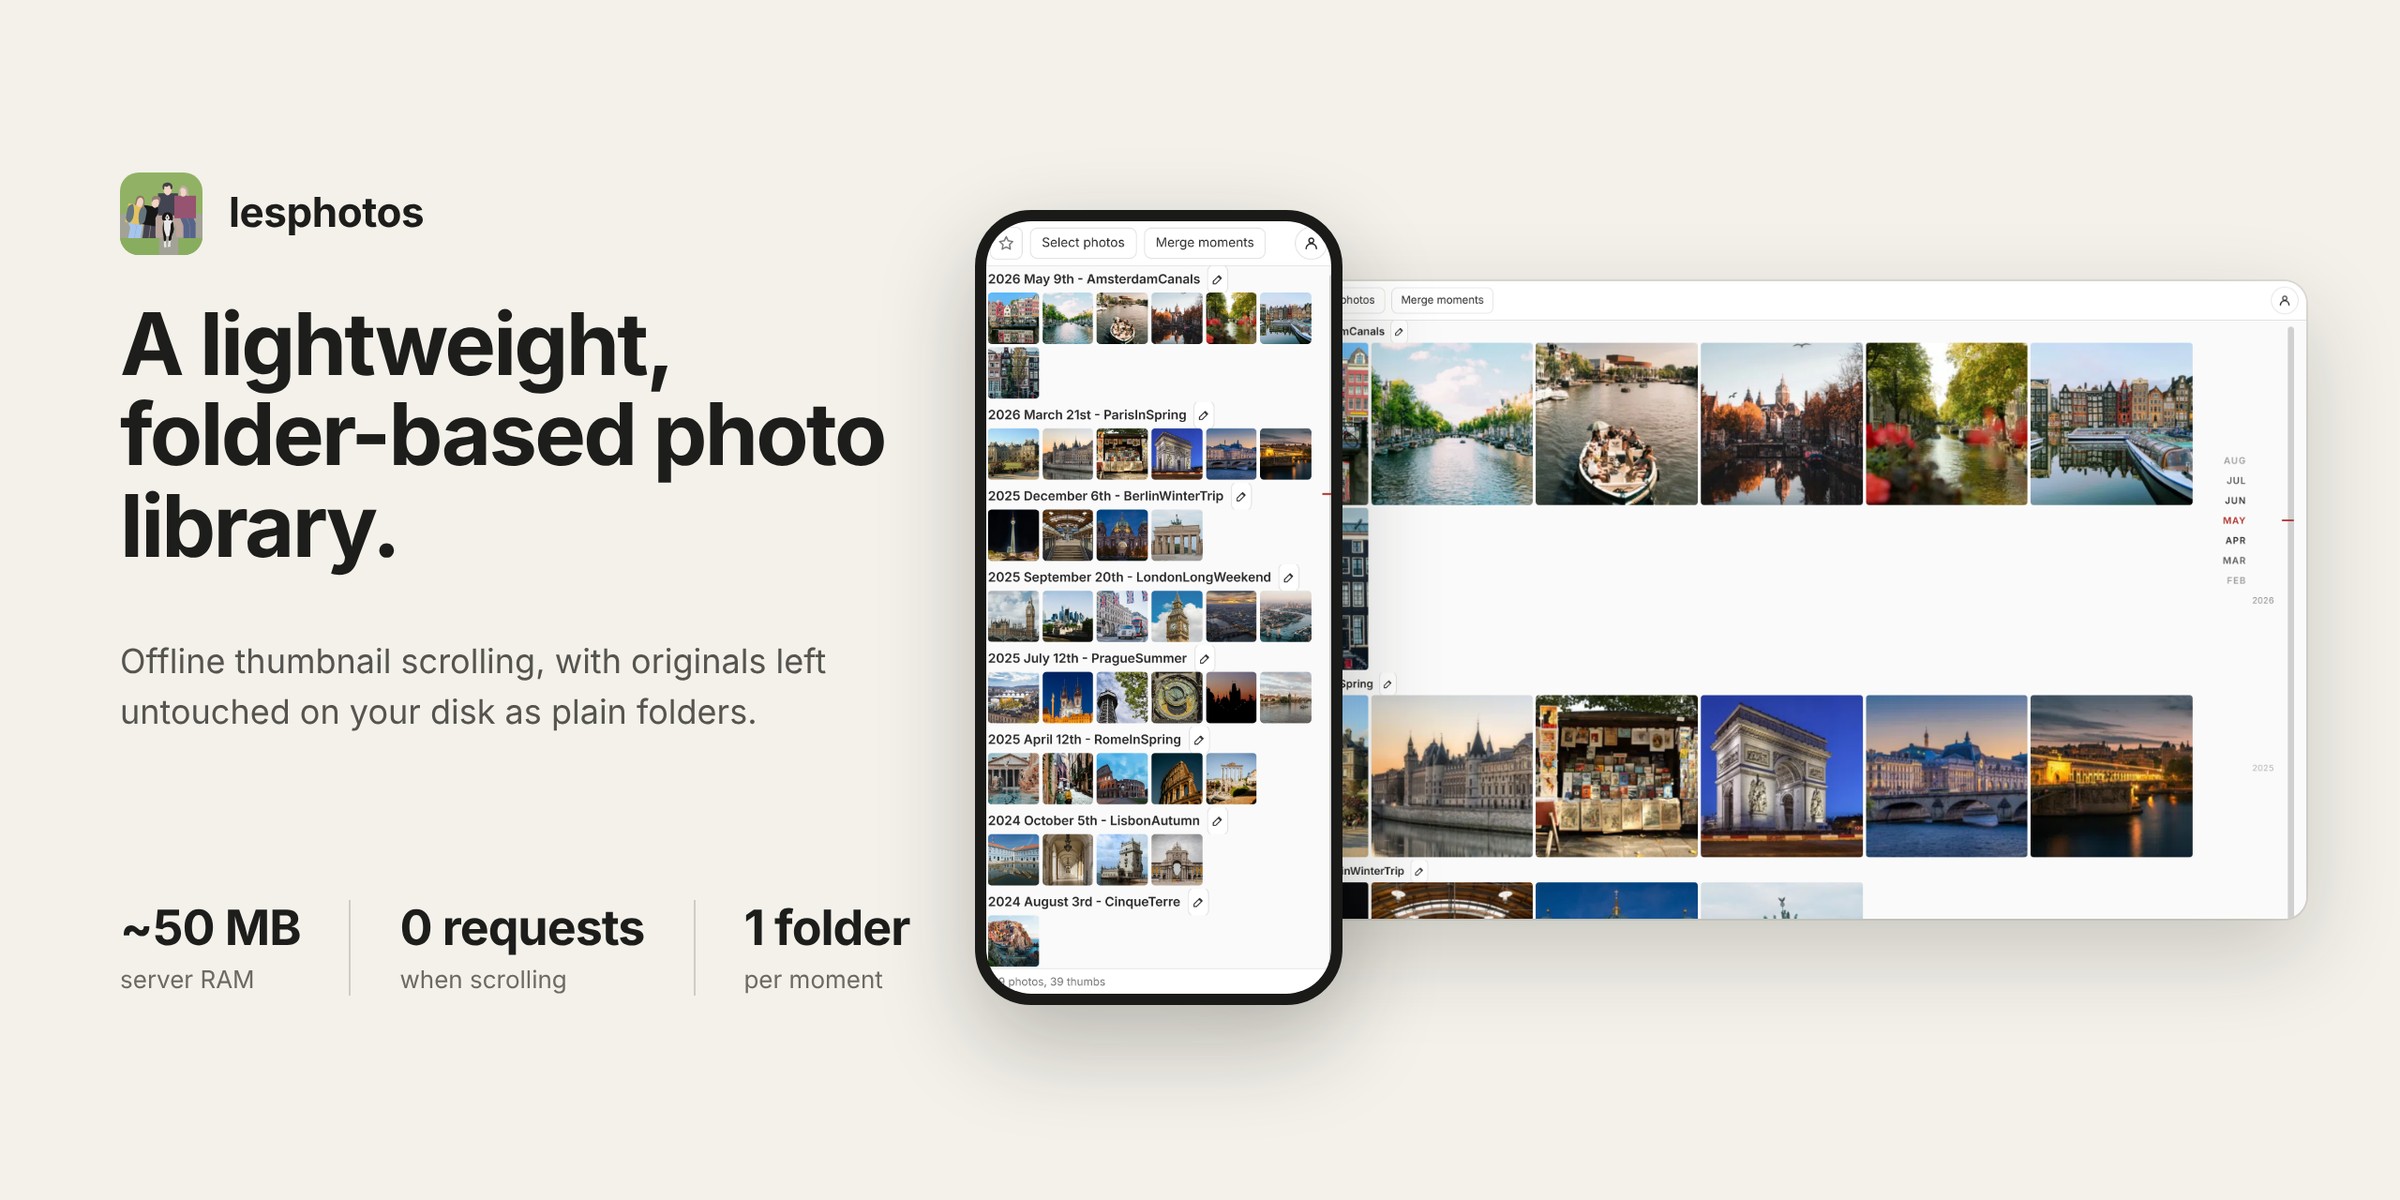 lesphotos
A lightweight,
folder-based photo
library.
Offline thumbnail scrolling, with originals left
untouched on your disk as plain folders.
~50 MB
server RAM
0 requests
when scrolling
1 folder
per moment
Select photos
Merge moments
2026 May 9th - AmsterdamCanals
2026 March 21st - ParisInSpring
2025 December 6th - BerlinWinterTrip
2025 September 20th - LondonLongWeekend
2025 July 12th - PragueSummer
2025 April 12th - RomeInSpring
2024 October 5th - LisbonAutumn
2024 August 3rd - CinqueTerre
photos, 39 thumbs
photos
Merge moments
mCanals
Spring
inWinterTrip
AUG
JUL
JUN
MAY
APR
MAR
FEB
2026
2025